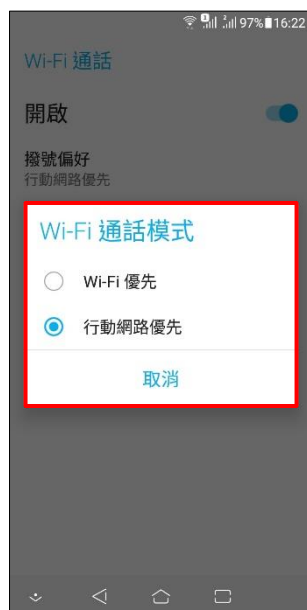 97% 16:22
Wi-Fi 通話
開啟
撥號偏好
行動網路優先
Wi-Fi 通話模式
Wi-Fi 優先
行動網路優先
取消